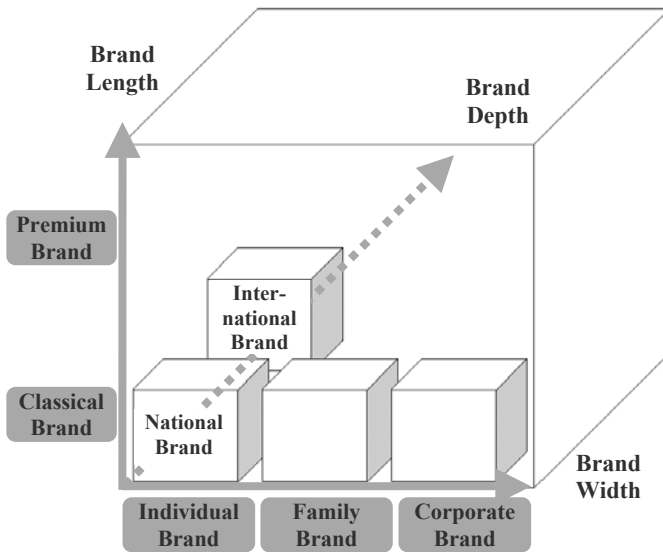 Brand
Length
Brand
Depth
Premium
Brand
Inter-
national
Brand
Classical
Brand
National
Brand
Brand
Width
Individual
Brand
Family
Brand
Corporate
Brand